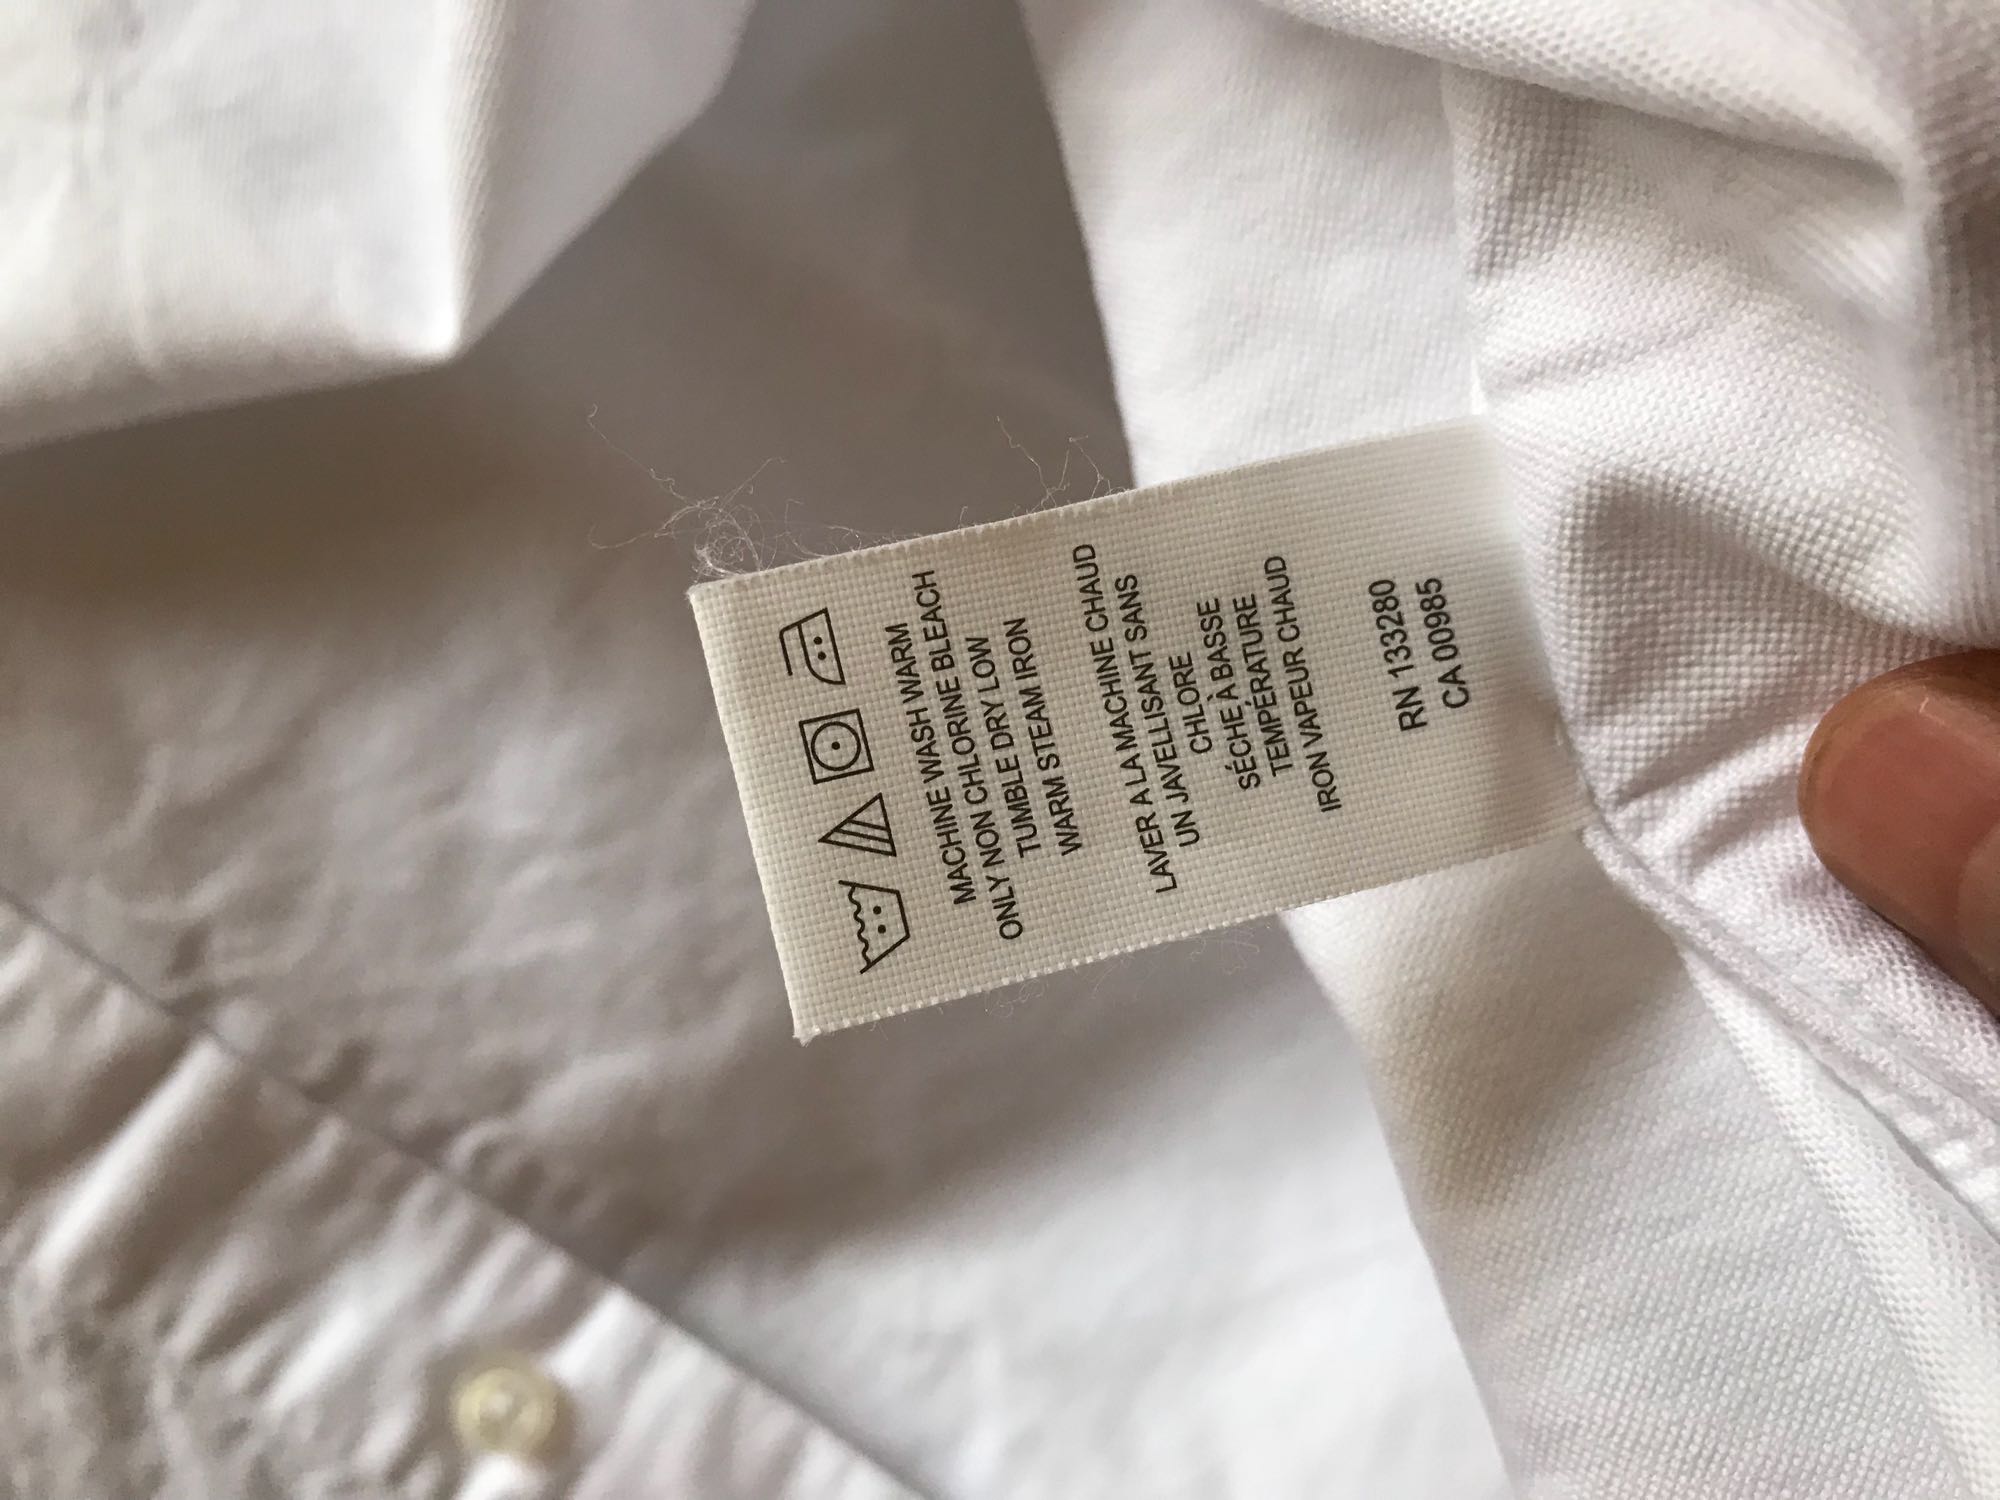 MACHINE WASH WARM
ONLY NON CHLORINE BLEACH
TUMBLE DRY LOW
WARM STEAM IRON
LAVER A LA MACHINE CHAUD
UN JAVELLISANT SANS
CHLORE
SÉCHE À BASSE
TEMPÉRATURE
IRON VAPEUR CHAUD
RN 133280
CA 00985